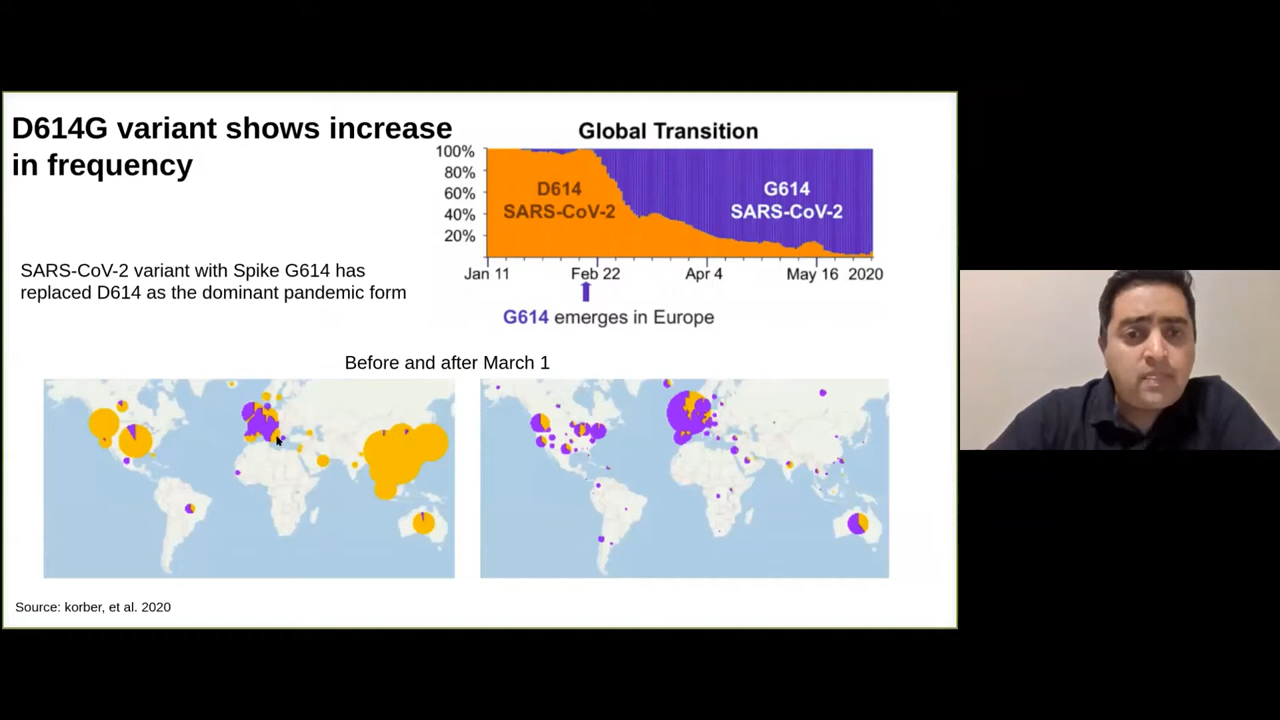 D614G variant shows increase
in frequency
Global Transition
100%
80%
60%
40%
20%
D614
SARS-CoV-2
G614
SARS-CoV-2
Jan 11 Feb 22 Apr 4 May 16 2020
G614 emerges in Europe
SARS-CoV-2 variant with Spike G614 has
replaced D614 as the dominant pandemic form
Before and after March 1
Source: korber, et al. 2020